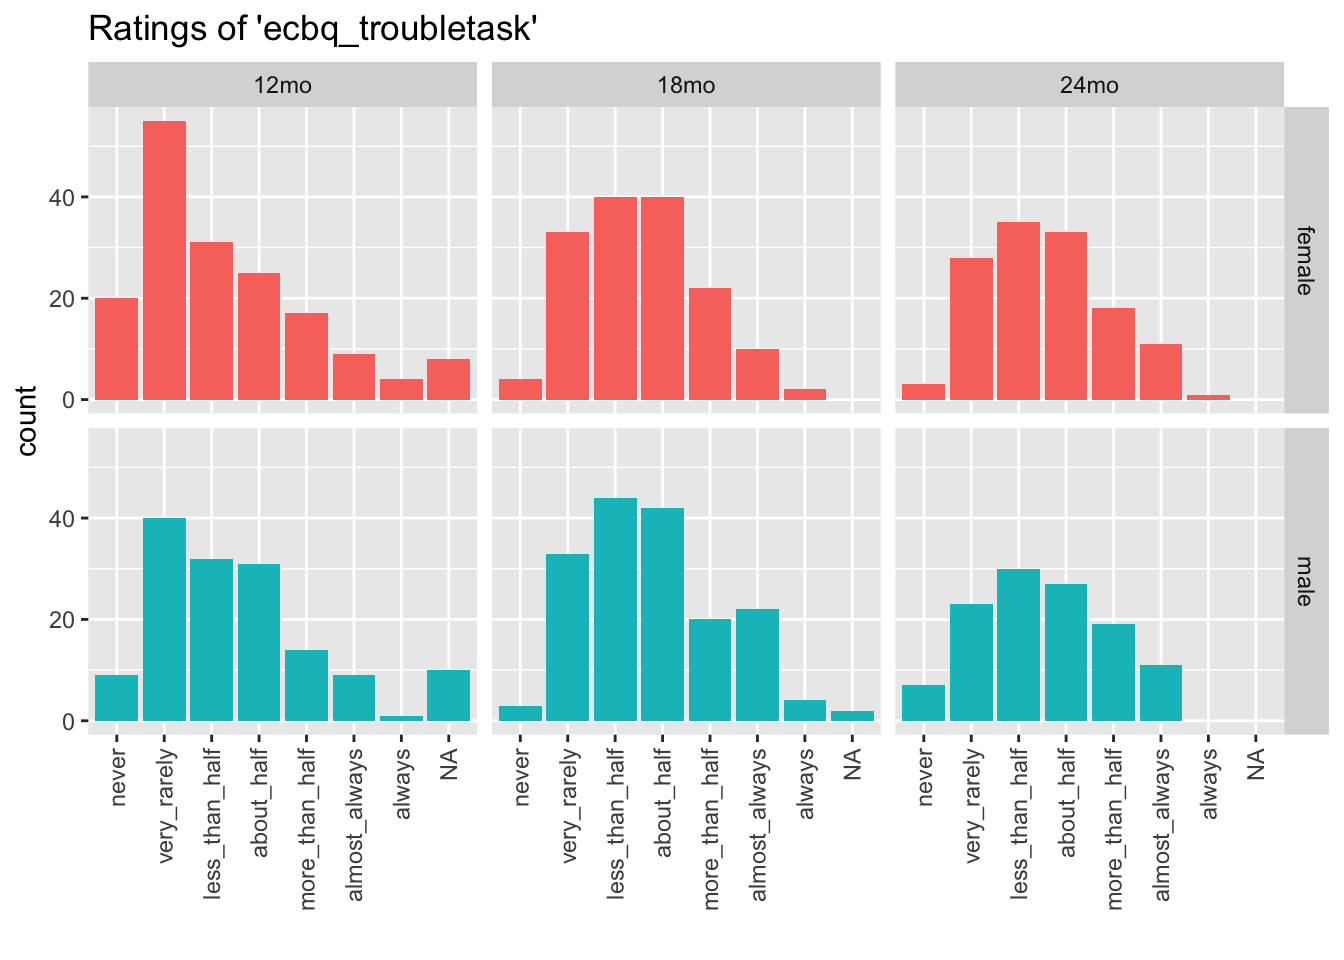 Ratings of 'ecbq_troubletask'
12mo 18mo 24mo
count
40
20
0
female
40
20
0
male
never very_rarely less_than_half about_half more_than_half almost_always always NA never very_rarely less_than_half about_half more_than_half almost_always always NA never very_rarely less_than_half about_half more_than_half almost_always always NA